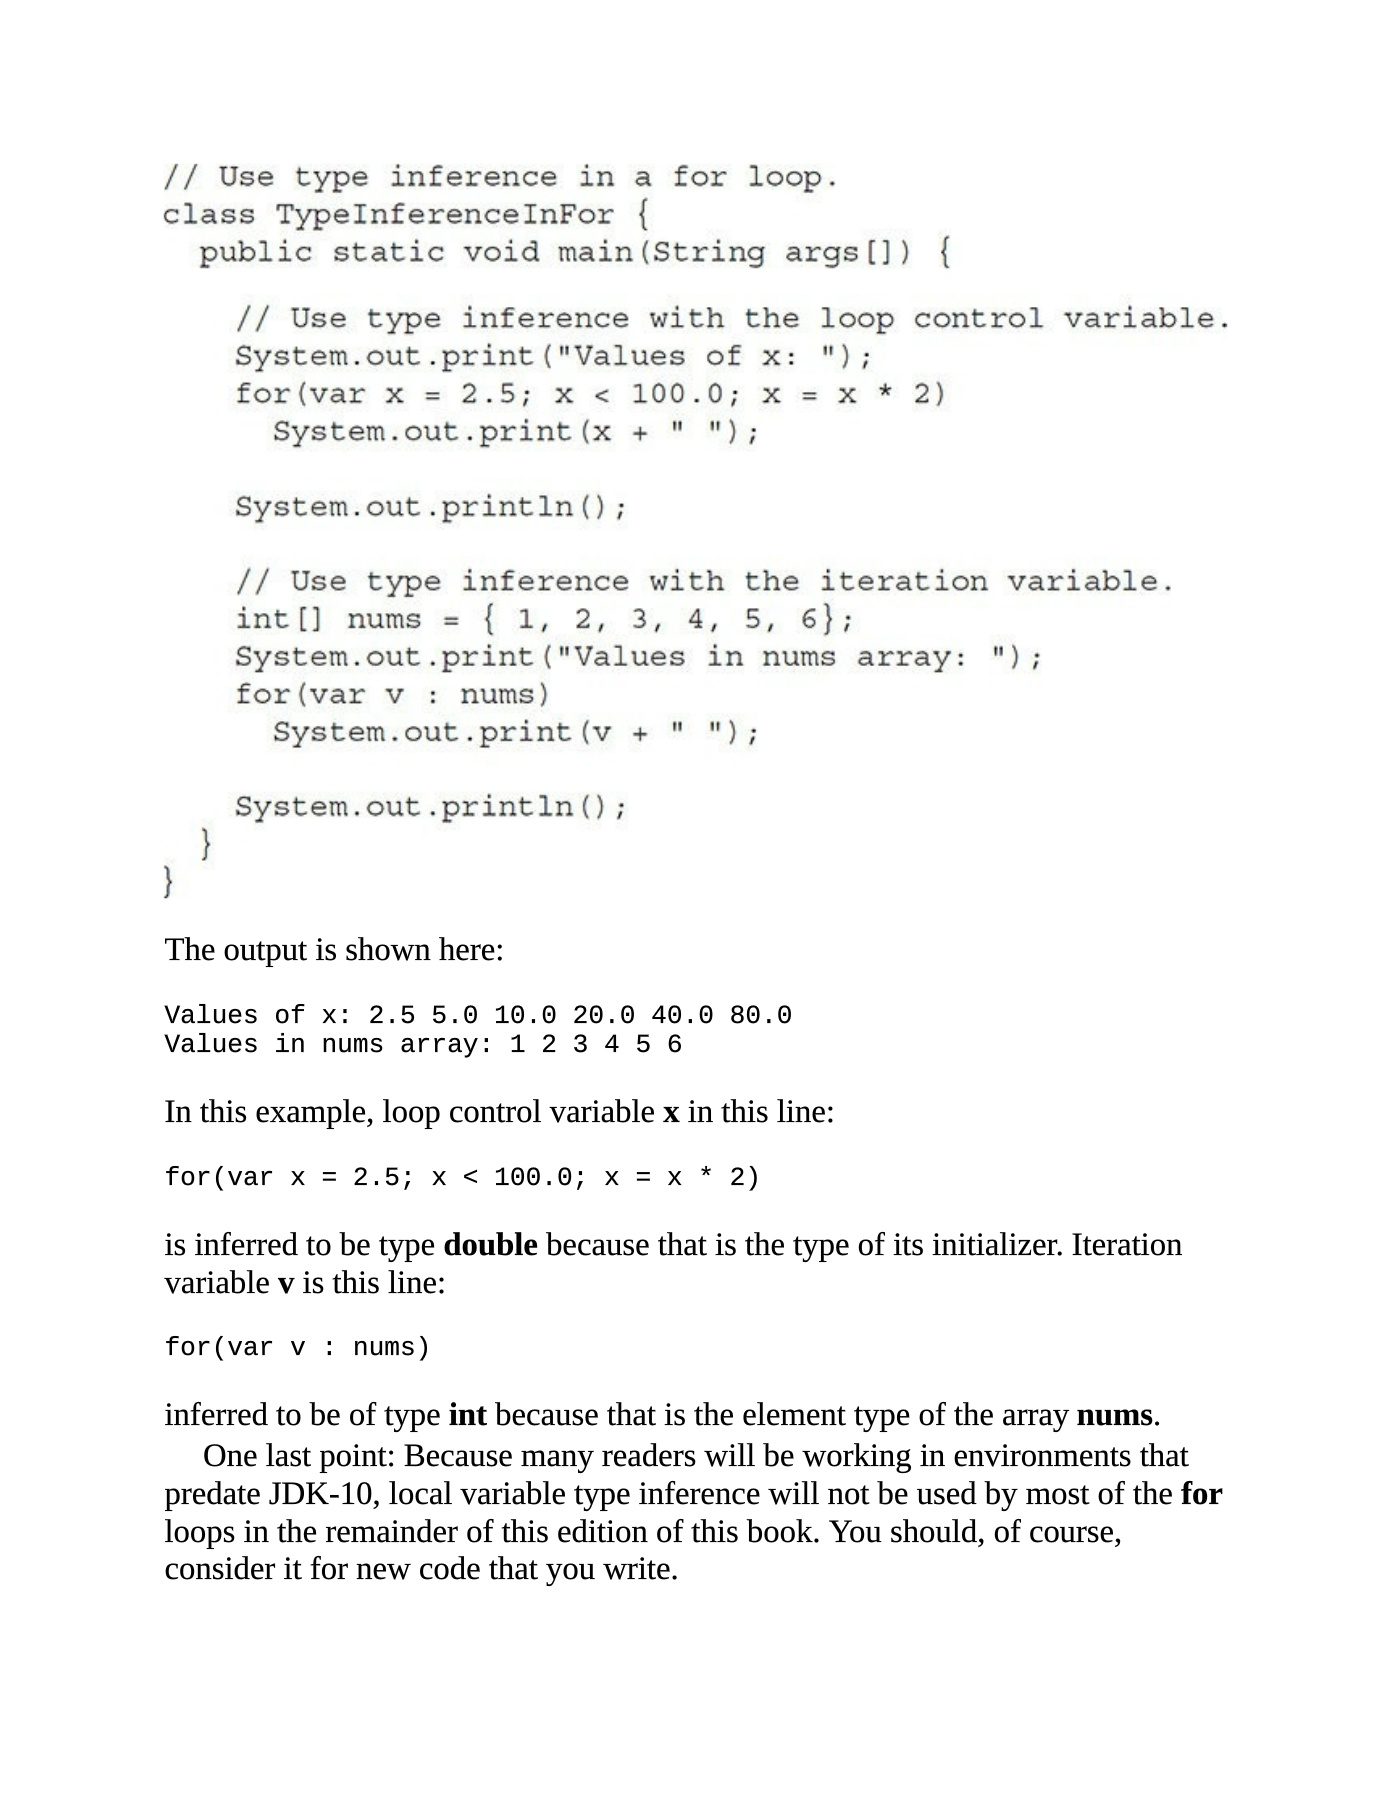 // Use type inference in a for loop.
class TypeInferenceInFor {
  public static void main(String args[]) {

    // Use type inference with the loop control variable.
    System.out.print("Values of x: ");
    for(var x = 2.5; x < 100.0; x = x * 2)
      System.out.print(x + " ");

    System.out.println();

    // Use type inference with the iteration variable.
    int[] nums = { 1, 2, 3, 4, 5, 6};
    System.out.print("Values in nums array: ");
    for(var v : nums)
      System.out.print(v + " ");

    System.out.println();
  }
}
The output is shown here:
Values of x: 2.5 5.0 10.0 20.0 40.0 80.0
Values in nums array: 1 2 3 4 5 6
In this example, loop control variable x in this line:
for(var x = 2.5; x < 100.0; x = x * 2)
is inferred to be type double because that is the type of its initializer. Iteration
variable v is this line:
for(var v : nums)
inferred to be of type int because that is the element type of the array nums.
One last point: Because many readers will be working in environments that
predate JDK-10, local variable type inference will not be used by most of the for
loops in the remainder of this edition of this book. You should, of course,
consider it for new code that you write.